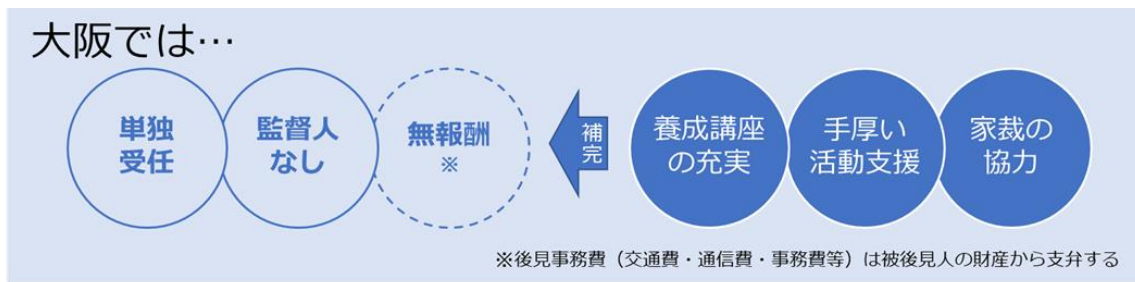 大阪では…
単独
受任
監督人
なし
無報酬
※
補完
養成講座
の充実
手厚い
活動支援
家裁の
協力
※後見事務費（交通費・通信費・事務費等）は被後見人の財産から支弁する